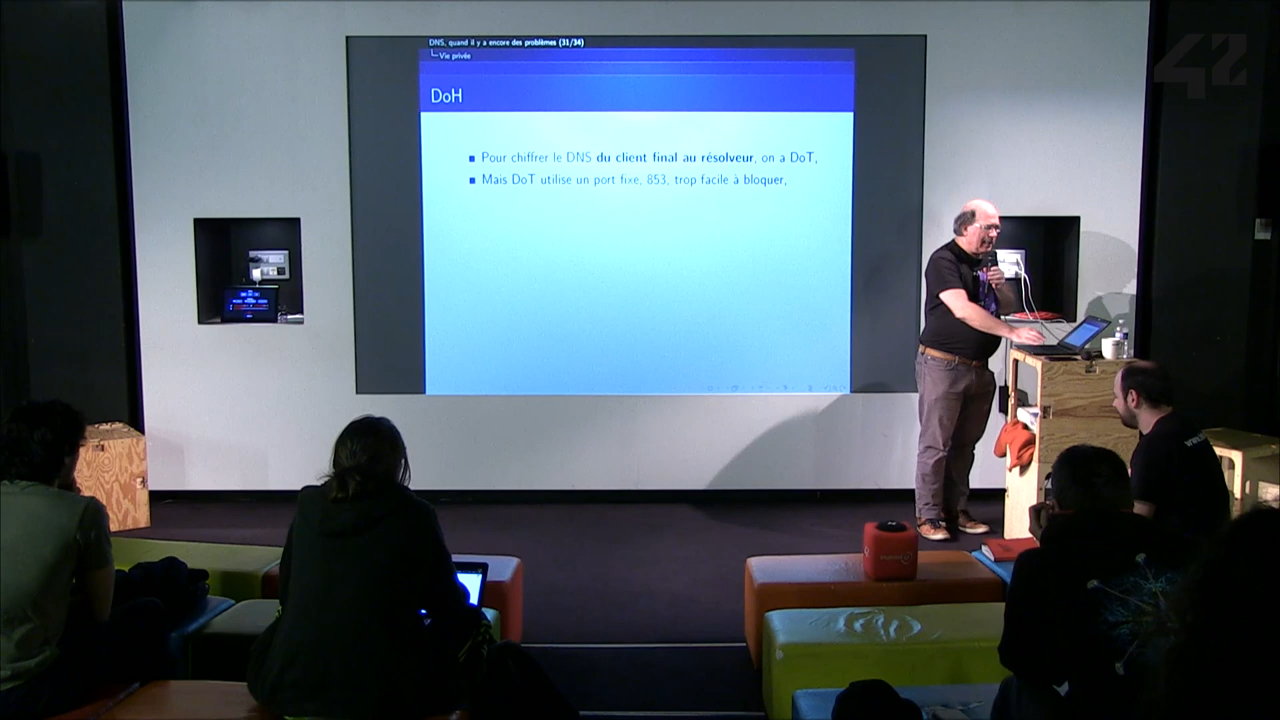 DNS, quand il y a encore des problèmes (31/34)
Vie privée
DoH
Pour chiffrer le DNS du client final au résolveur, on a DoT,
Mais DoT utilise un port fixe, 853, trop facile à bloquer,
42